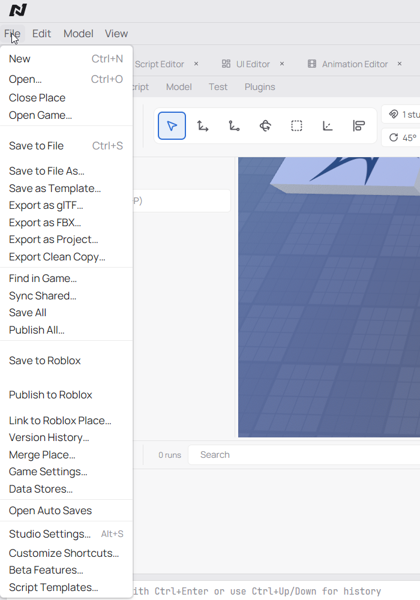 File Edit Model View
New Ctrl+N
Open... Ctrl+O
Close Place
Open Game...
Save to File Ctrl+S
Save to File As...
Save as Template...
Export as glTF...
Export as FBX...
Export as Project...
Export Clean Copy...
Find in Game...
Sync Shared...
Save All
Publish All...
Save to Roblox
Publish to Roblox
Link to Roblox Place...
Version History...
Merge Place...
Game Settings...
Data Stores...
Open Auto Saves
Studio Settings... Alt+S
Customize Shortcuts...
Beta Features...
Script Templates...
Script Editor × UI Editor × Animation Editor ×
ript Model Test Plugins
1 stu
45°
P)
0 runs Search
ith Ctrl+Enter or use Ctrl+Up/Down for history